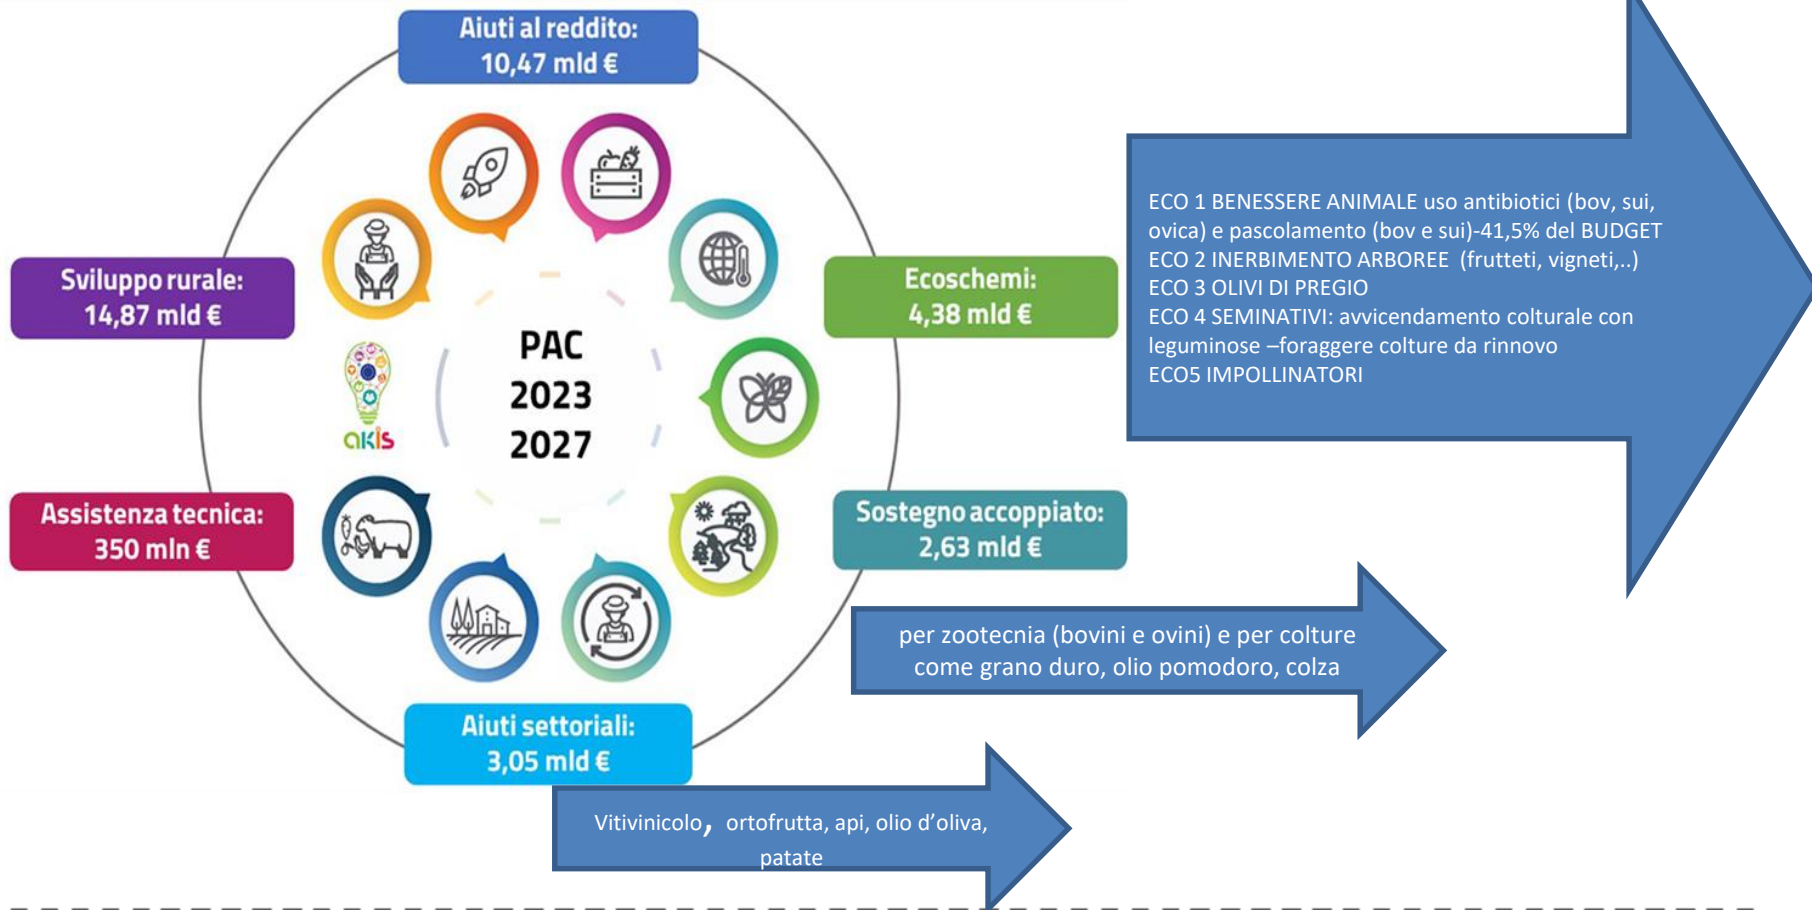 Aiuti al reddito:
10,47 mld €
Sviluppo rurale:
14,87 mld €
Ecoschemi:
4,38 mld €
PAC
2023
2027
akis
Assistenza tecnica:
350 mln €
Sostegno accoppiato:
2,63 mld €
Aiuti settoriali:
3,05 mld €
ECO 1 BENESSERE ANIMALE uso antibiotici (bov, sui,
ovica) e pascolamento (bov e sui)-41,5% del BUDGET
ECO 2 INERBIMENTO ARBOREE (frutteti, vigneti,..)
ECO 3 OLIVI DI PREGIO
ECO 4 SEMINATIVI: avvicendamento colturale con
leguminose –foraggere colture da rinnovo
ECO5 IMPOLLINATORI
per zootecnia (bovini e ovini) e per colture
come grano duro, olio pomodoro, colza
Vitivinicolo, ortofrutta, api, olio d’oliva,
patate